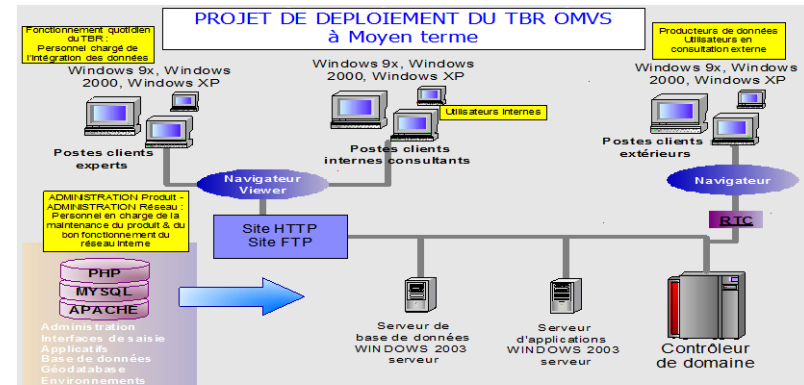 PROJET DE DEPLOIEMENT DU TBR OMVS
à Moyen terme
Fonctionnement quotidien
du TBR :
Personnel chargé de
l'Intégration des données
Producteurs de données
Utilisateurs en
consultation externe
Windows 9x, Windows
2000, Windows XP
Windows 9x, Windows
2000, Windows XP
Windows 9x, Windows
2000, Windows XP
Utilisateurs Internes
Postes clients
experts
Postes clients
internes consultants
Postes clients
extérieurs
Navigateur
Viewer
Navigateur
ADMINISTRATION Produit -
ADMINISTRATION Réseau :
Personnel en charge de la
maintenance du produit & du
bon fonctionnement du
réseau Interne
Site HTTP
Site FTP
RTC
PHP
MYSQL
APACHE
Administration
Interfaces de saisie
Applicatifs
Base de données
Géodatabase
Environnements
Serveur de
base de données
WINDOWS 2003
serveur
Serveur
d'applications
WINDOWS 2003
serveur
Contrôleur
de domaine